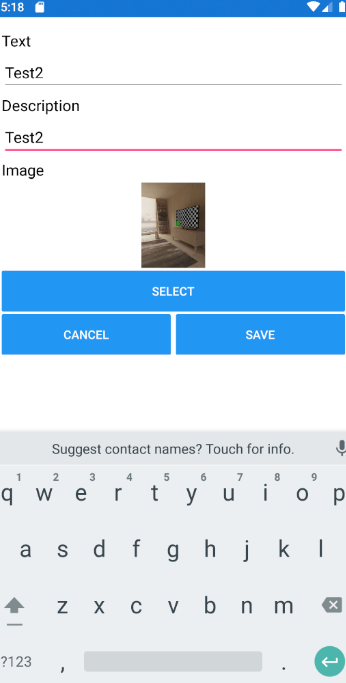 5:18
Text
Test2
Description
Test2
Image
SELECT
CANCEL SAVE
Suggest contact names? Touch for info.
1 2 3 4 5 6 7 8 9
q w e r t y u i o p
a s d f g h j k l
z x c v b n m
?123 , .